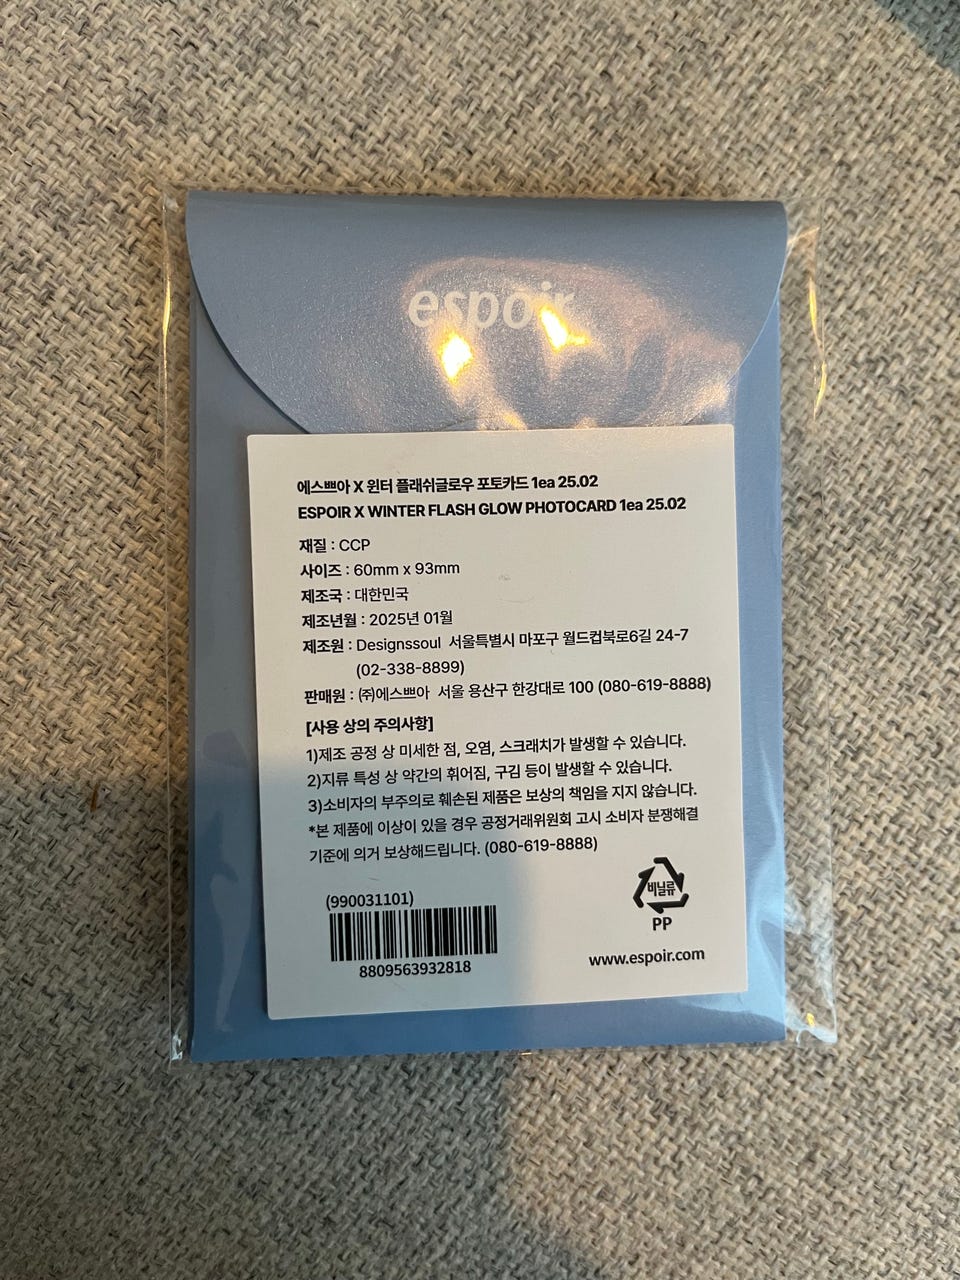 espoir
에스쁘아 X 윈터 플래쉬글로우 포토카드 1ea 25.02
ESPOIR X WINTER FLASH GLOW PHOTOCARD 1ea 25.02
재질 : CCP
사이즈 : 60mm x 93mm
제조국 : 대한민국
제조년월 : 2025년 01월
제조원 : Designssoul 서울특별시 마포구 월드컵북로6길 24-7
(02-338-8899)
판매원 : ㈜에스쁘아 서울 용산구 한강대로 100 (080-619-8888)
[사용 상의 주의사항]
1)제조 공정 상 미세한 점, 오염, 스크래치가 발생할 수 있습니다.
2)지류 특성 상 약간의 휘어짐, 구김 등이 발생할 수 있습니다.
3)소비자의 부주의로 훼손된 제품은 보상의 책임을 지지 않습니다.
*본 제품에 이상이 있을 경우 공정거래위원회 고시 소비자 분쟁해결
기준에 의거 보상해드립니다. (080-619-8888)
(990031101)
8809563932818
비닐류
PP
www.espoir.com